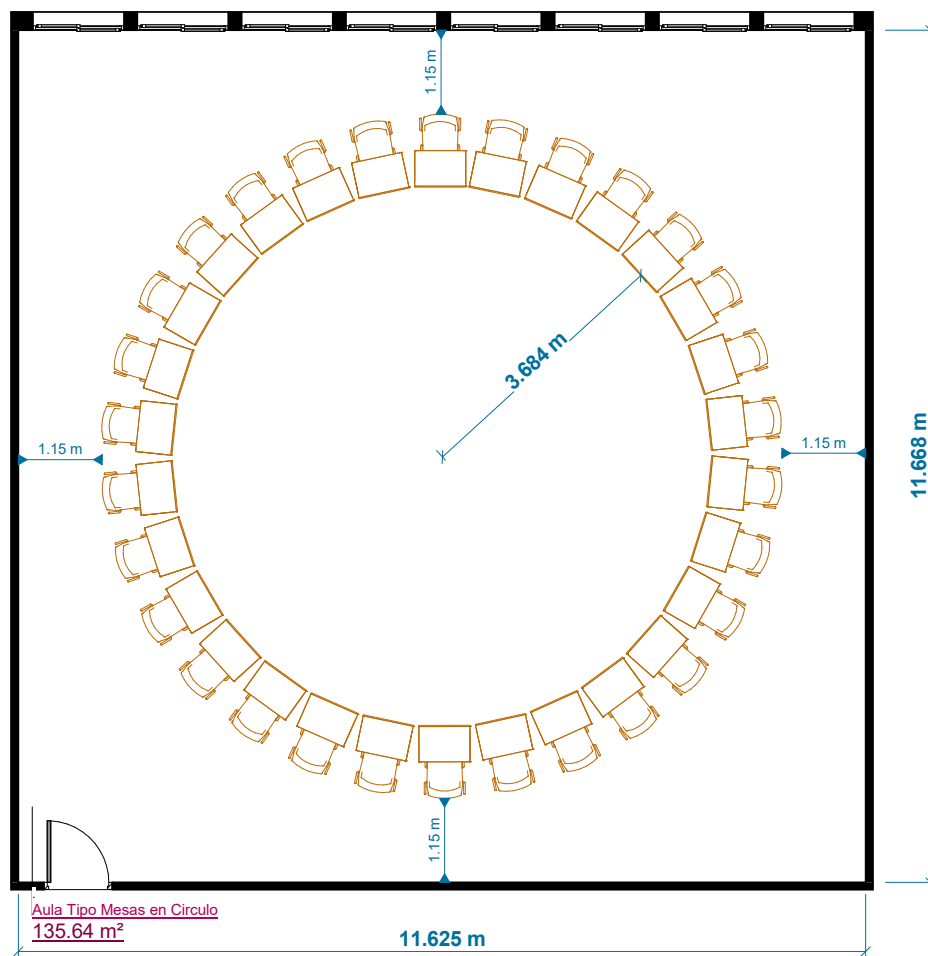 1.15 m
3.684 m
1.15 m
1.15 m
11.668 m
1.15 m
Aula Tipo Mesas en Circulo
135.64 m²
11.625 m